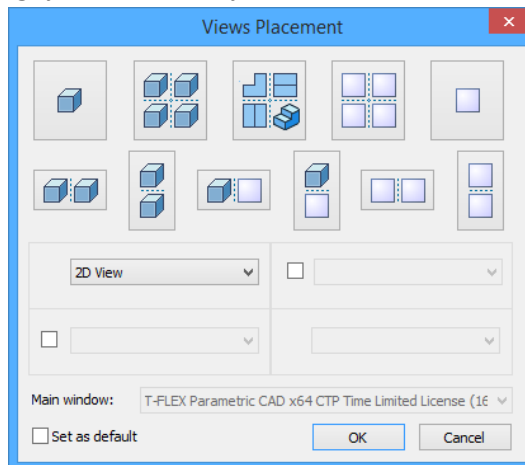 Views Placement
2D View
Main window: T-FLEX Parametric CAD x64 CTP Time Limited License (16
Set as default OK Cancel